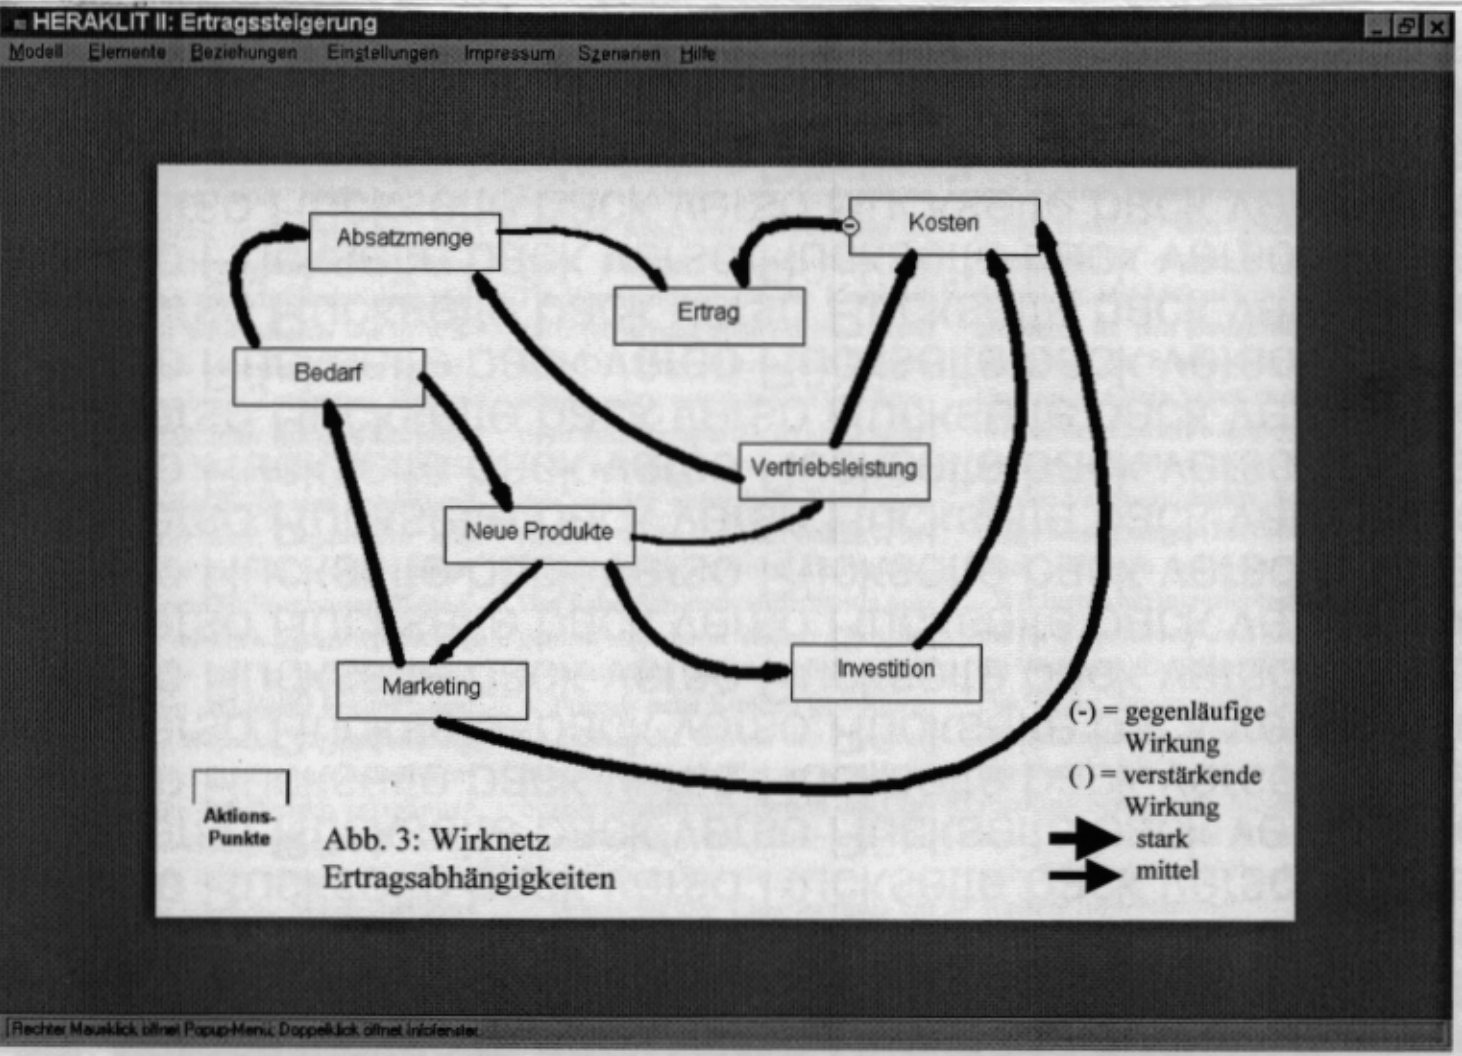 HERAKLIT II: Ertragssteigerung
Modell Elemente Beziehungen Einstellungen Impressum Szenarien Hilfe
Absatzmenge
Kosten
Ertrag
Bedarf
Vertriebsleistung
Neue Produkte
Marketing
Investition
(-) = gegenläufige
Wirkung
( ) = verstärkende
Wirkung
stark
mittel
Aktions-
Punkte
Abb. 3: Wirknetz
Ertragsabhängigkeiten
Rechter Mausklick öffnet Popup-Menü; Doppelklick öffnet Infofenster